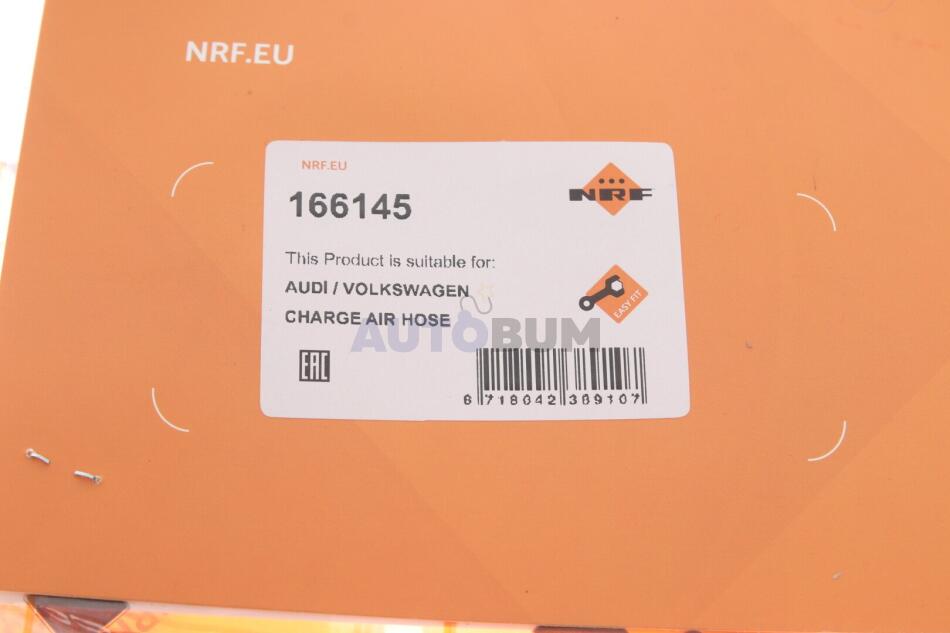 NRF.EU
NRF.EU
166145
NRF
This Product is suitable for:
AUDI / VOLKSWAGEN
CHARGE AIR HOSE
EASY FIT
AUTOBUM
EAC
8 718042 369107